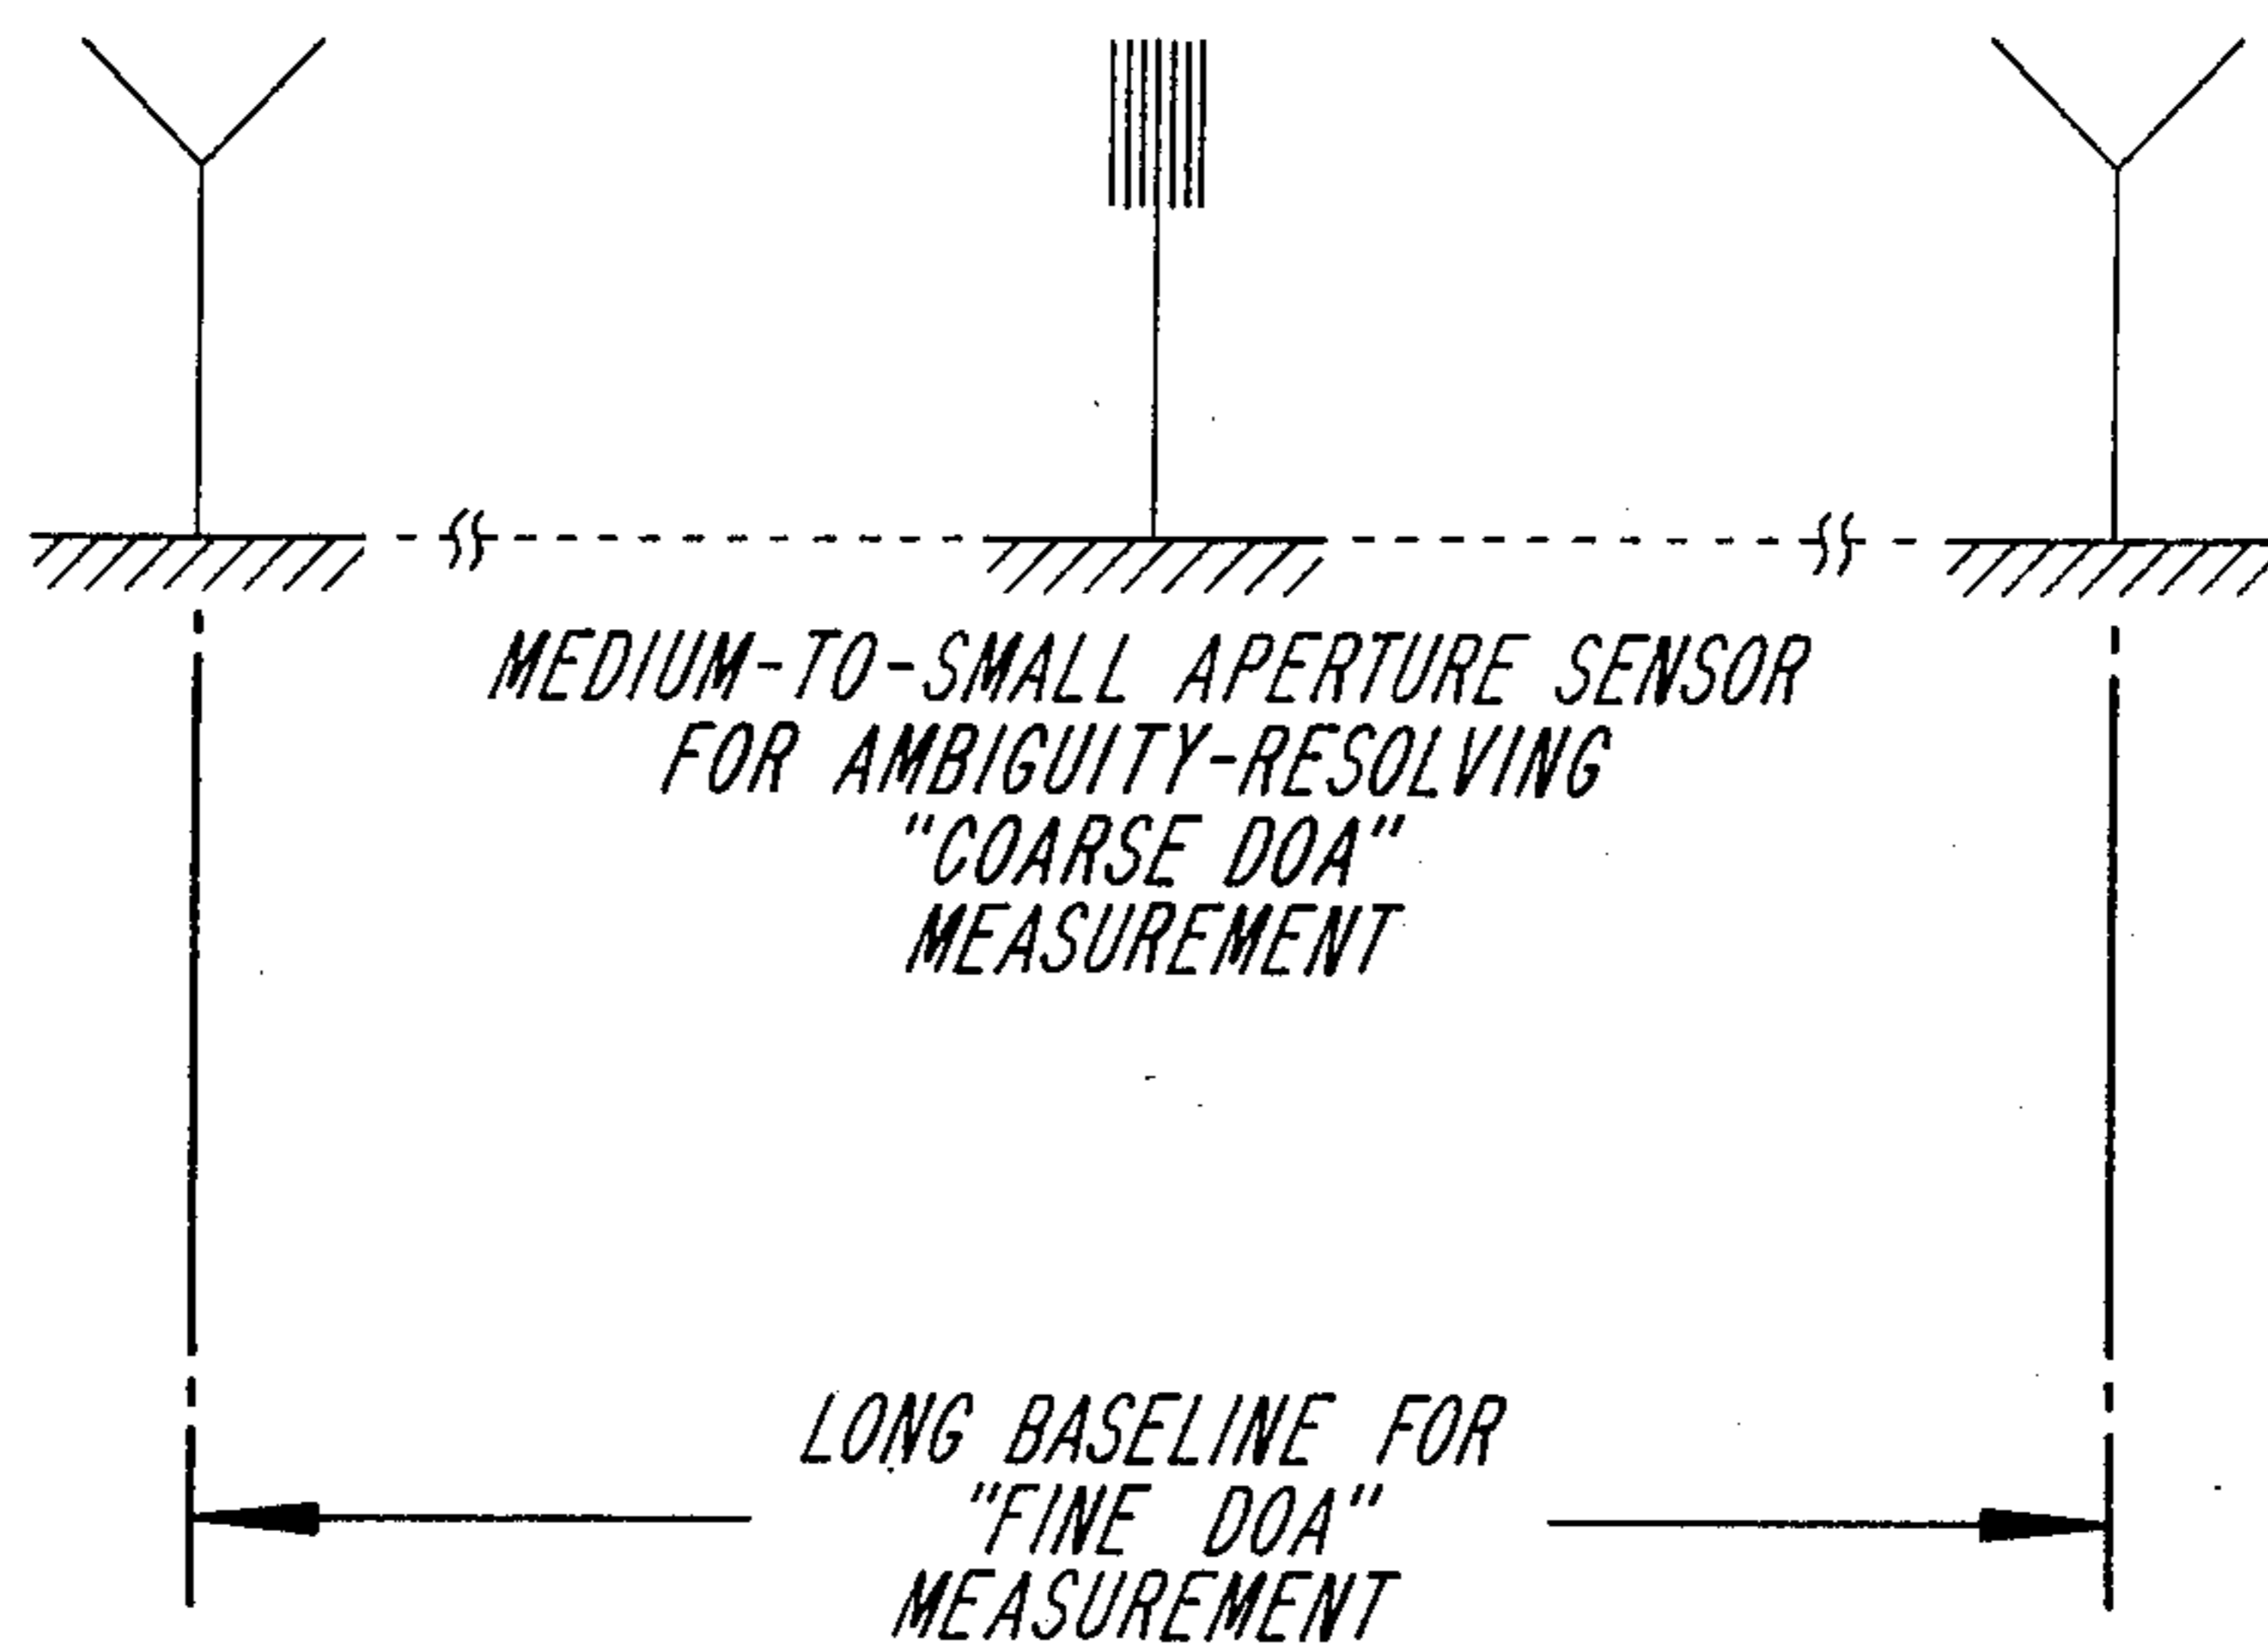 MEDIUM-TO-SMALL APERTURE SENSOR
FOR AMBIGUITY-RESOLVING
"COARSE DOA"
MEASUREMENT
LONG BASELINE FOR
"FINE DOA"
MEASUREMENT